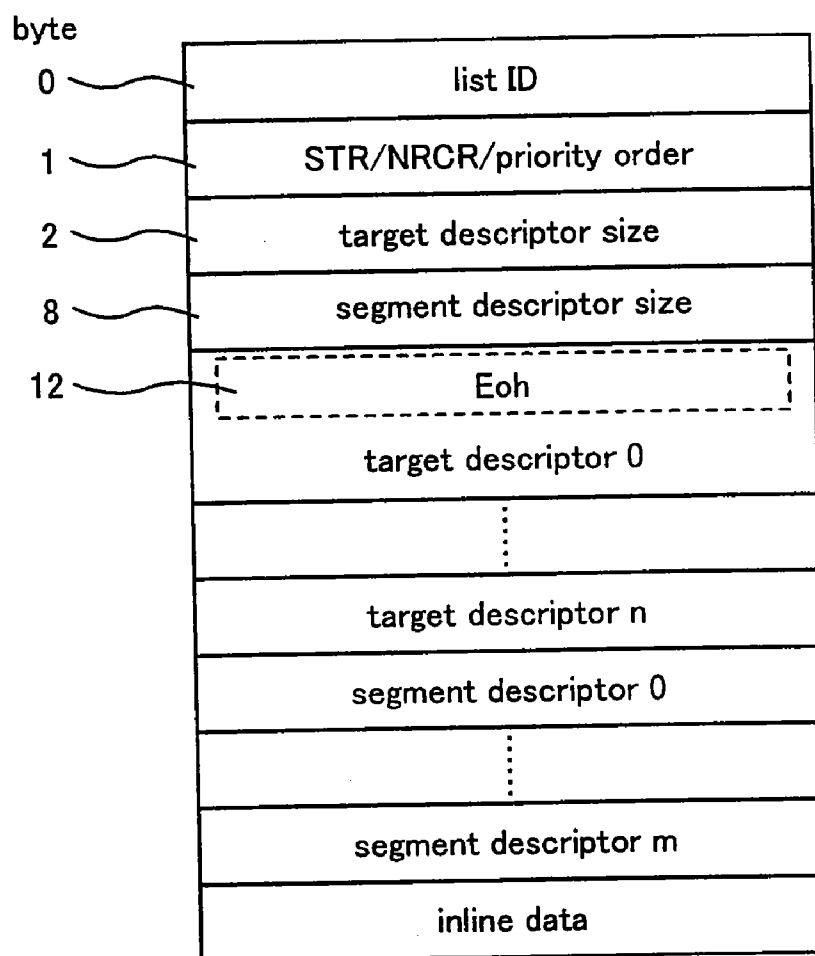 byte
0 list ID
1 STR/NRCR/priority order
2 target descriptor size
8 segment descriptor size
12 Eoh
target descriptor 0
target descriptor n
segment descriptor 0
segment descriptor m
inline data